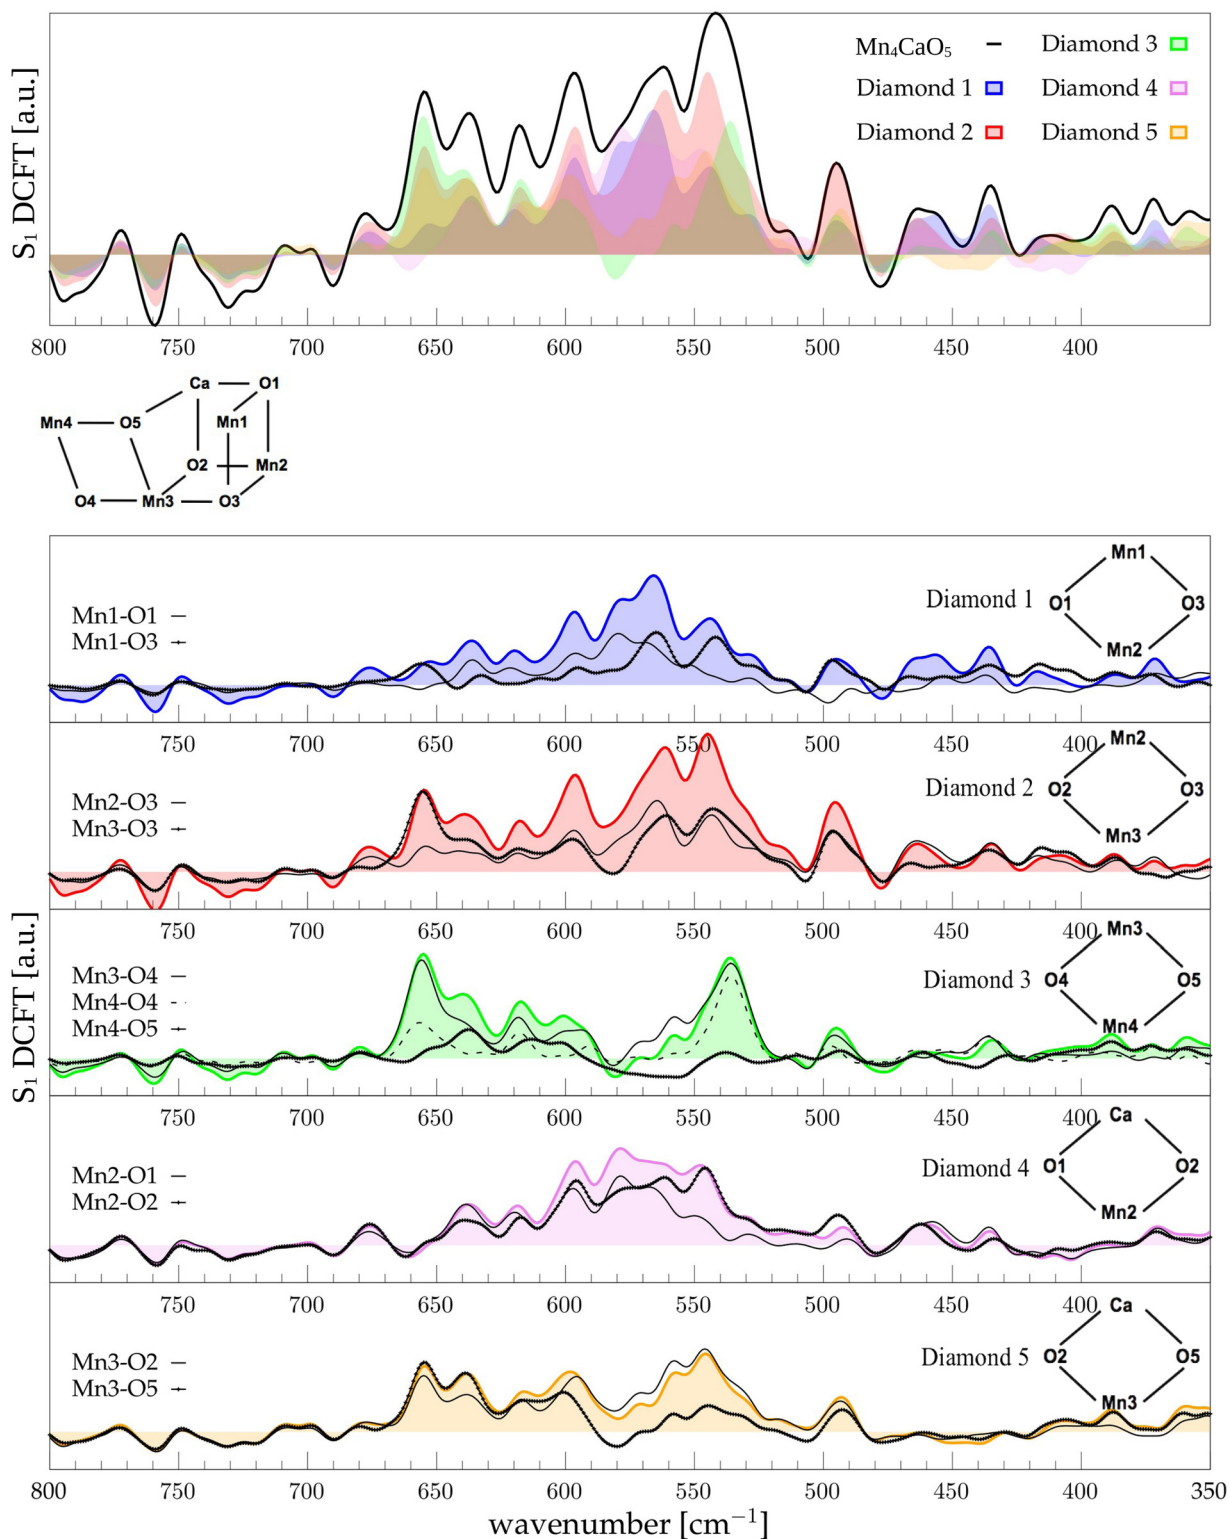 S₁ DCFT [a.u.]
Mn₄CaO₅ Diamond 3
Diamond 1 Diamond 4
Diamond 2 Diamond 5
800 750 700 650 600 550 500 450 400
Ca O1
Mn4 O5 Mn1
O2 Mn2
O4 Mn3 O3
S₁ DCFT [a.u.]
Mn1-O1
Mn1-O3
Diamond 1
Mn1
O1 O3
Mn2
750 700 650 600 550 500 450 400
Mn2-O3
Mn3-O3
Diamond 2
Mn2
O2 O3
Mn3
750 700 650 600 550 500 450 400
Mn3-O4
Mn4-O4
Mn4-O5
Diamond 3
Mn3
O4 O5
Mn4
750 700 650 600 550 500 450 400
Mn2-O1
Mn2-O2
Diamond 4
Ca
O1 O2
Mn2
750 700 650 600 550 500 450 400
Mn3-O2
Mn3-O5
Diamond 5
Ca
O2 O5
Mn3
800 750 700 650 600 550 500 450 400 350
wavenumber [cm⁻¹]